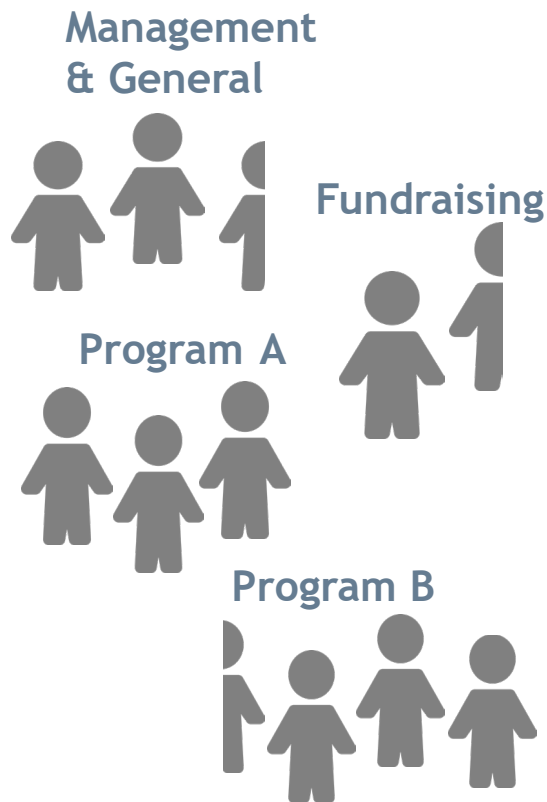 Management
& General
Fundraising
Program A
Program B